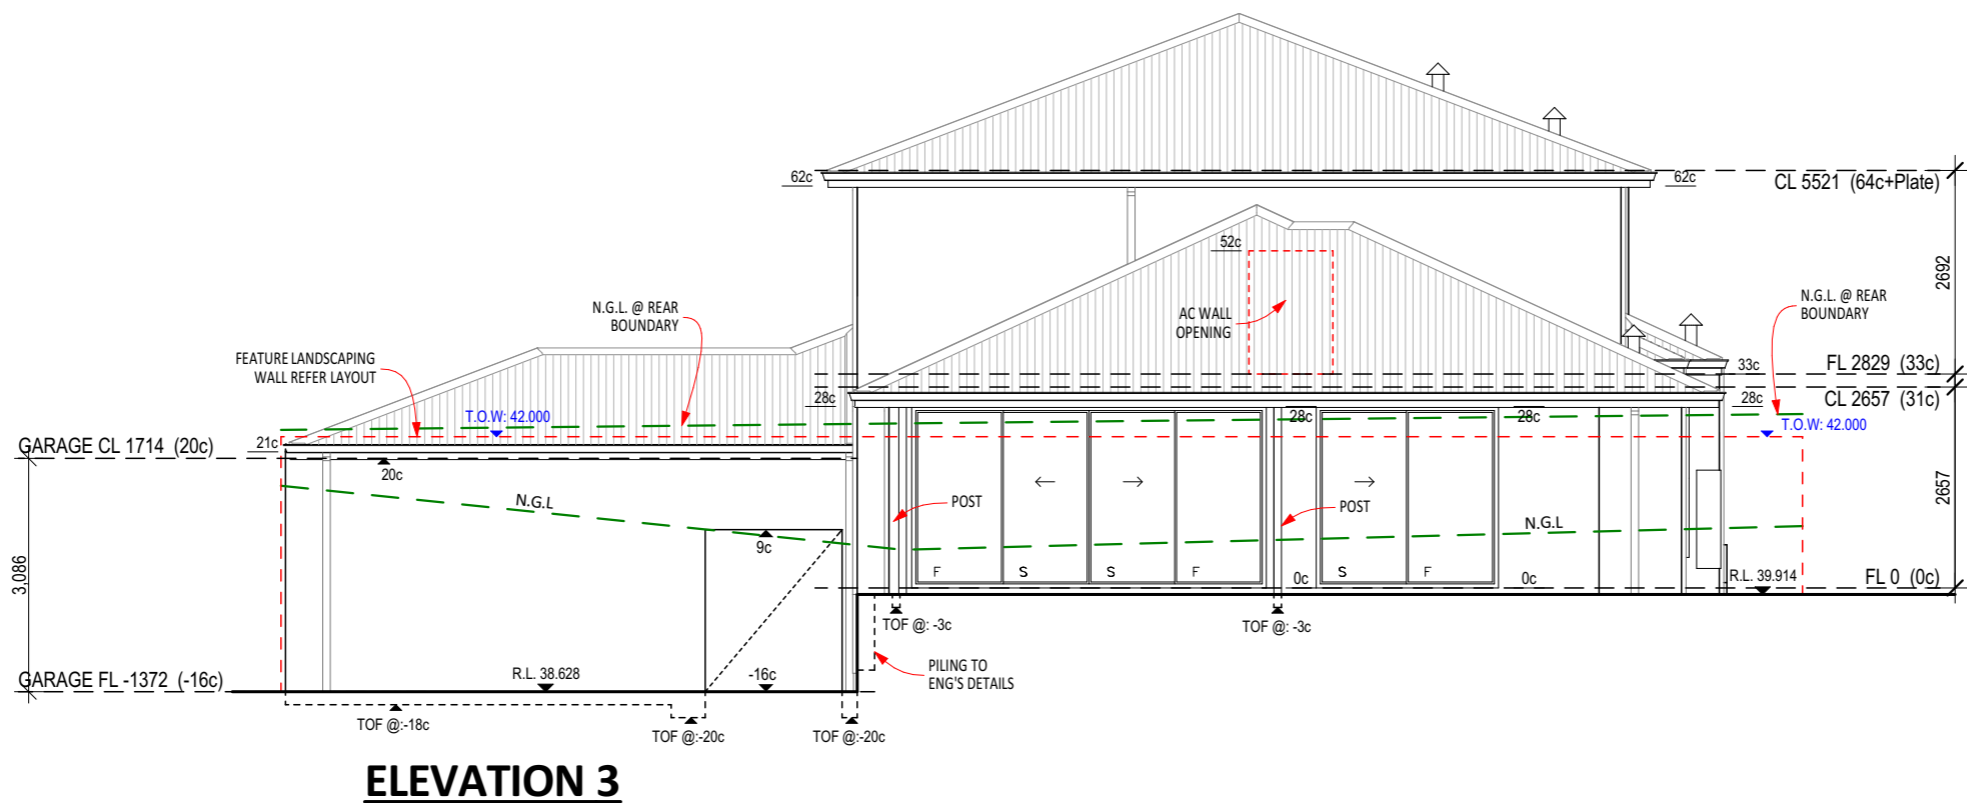 62c
62c
CL 5521 (64c+Plate)
52c
2692
N.G.L. @ REAR
BOUNDARY
AC WALL
OPENING
N.G.L. @ REAR
BOUNDARY
FEATURE LANDSCAPING
WALL REFER LAYOUT
33c
FL 2829 (33c)
28c
28c
CL 2657 (31c)
T.O.W: 42.000
28c
28c
T.O.W: 42.000
GARAGE CL 1714 (20c)
21c
20c
N.G.L
POST
POST
N.G.L
2657
9c
3,086
F
S
S
F
0c
S
F
0c
R.L. 39.914
FL 0 (0c)
TOF @: -3c
TOF @: -3c
PILING TO
ENG'S DETAILS
GARAGE FL -1372 (-16c)
R.L. 38.628
-16c
TOF @:-18c
TOF @:-20c
TOF @:-20c
ELEVATION 3